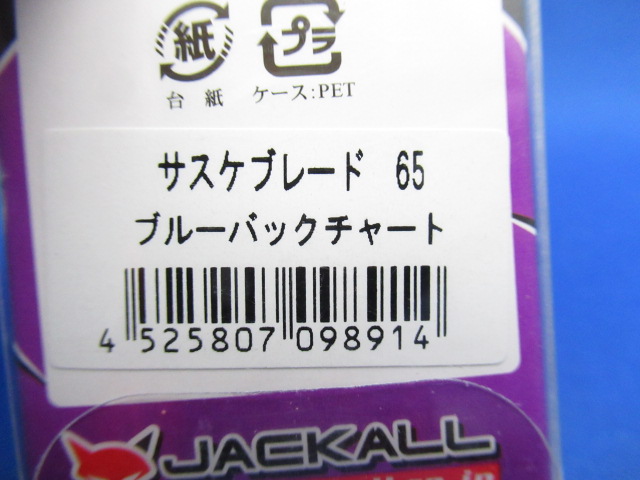 紙 プラ
台紙 ケース:PET
サスケブレード 65
ブルーバックチャート
4 525807 098914
JACKALL